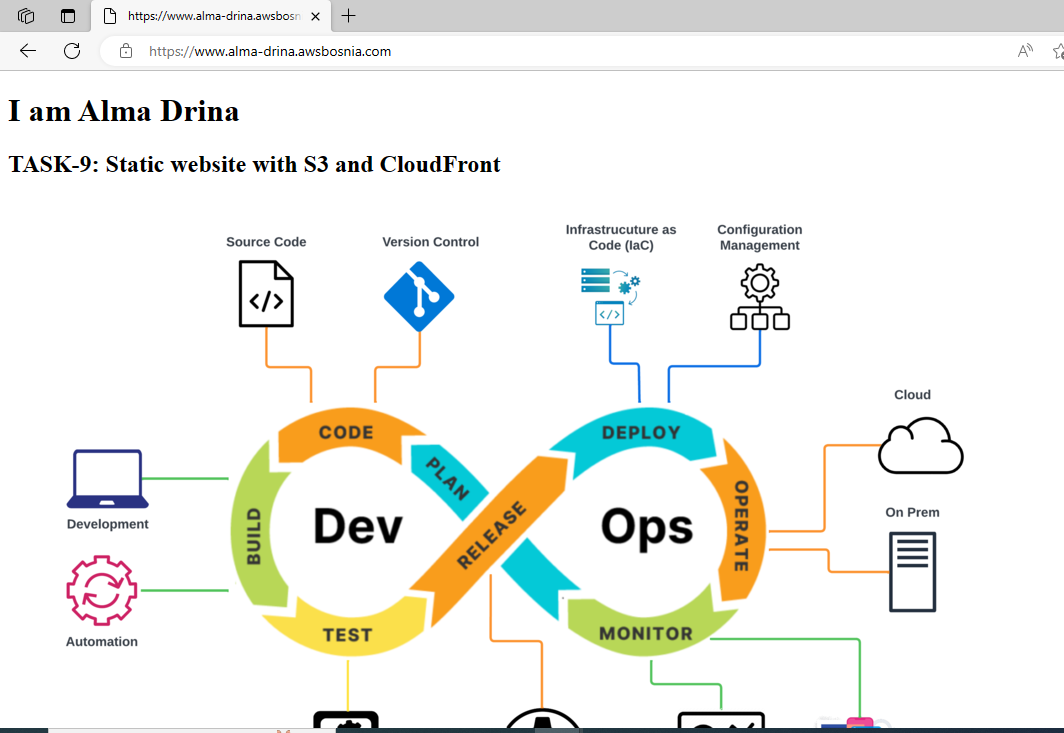 https://www.alma-drina.awsbosn
https://www.alma-drina.awsbosnia.com
I am Alma Drina
TASK-9: Static website with S3 and CloudFront
Source Code
Version Control
Infrastrucuture as
Code (IaC)
Configuration
Management
</>
</>
Cloud
CODE
DEPLOY
PLAN
OPERATE
BUILD
Dev
RELEASE
Ops
On Prem
Development
TEST
MONITOR
Automation